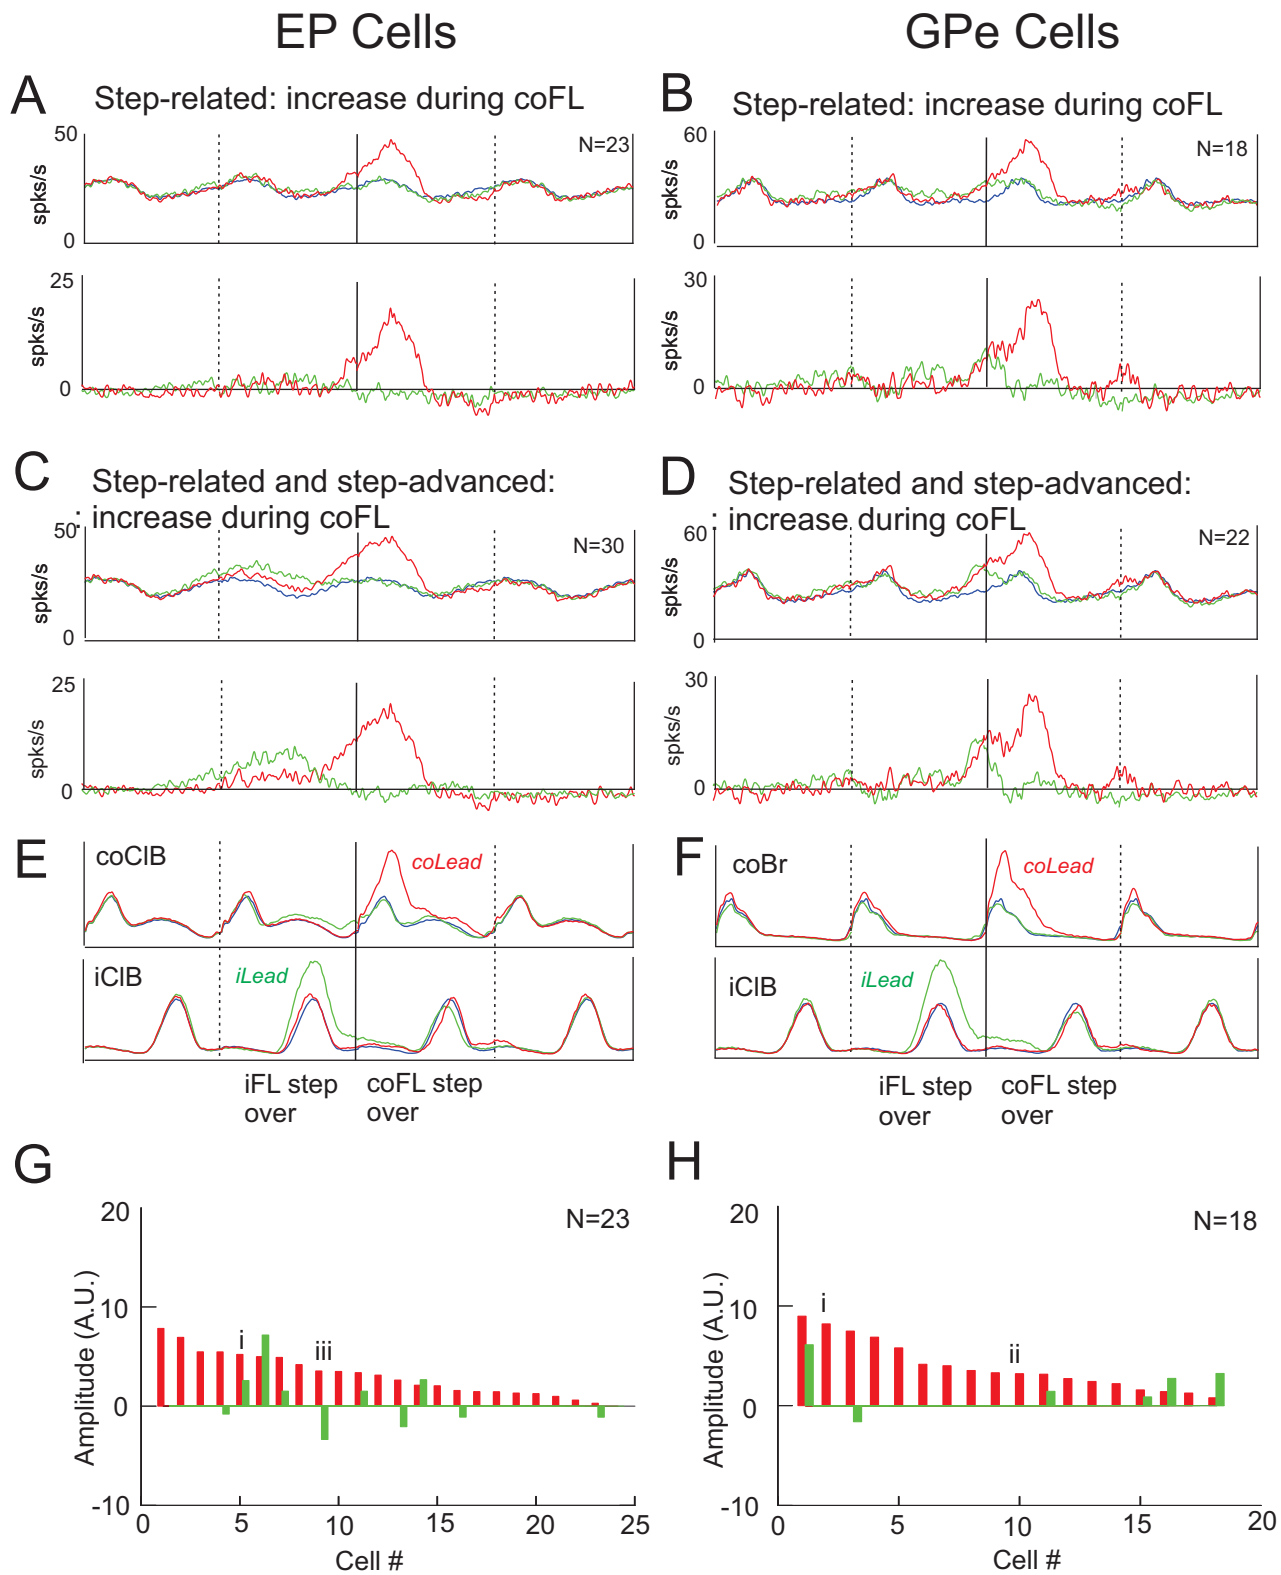 EP Cells
GPe Cells
A
Step-related: increase during coFL
50
N=23
spks/s
0
25
spks/s
0
B
Step-related: increase during coFL
60
N=18
spks/s
0
30
spks/s
0
C
Step-related and step-advanced:
: increase during coFL
50
N=30
spks/s
0
25
spks/s
0
D
Step-related and step-advanced:
: increase during coFL
60
N=22
spks/s
0
30
spks/s
0
E
coClB
coLead
iClB
iLead
iFL step
over
coFL step
over
F
coBr
coLead
iClB
iLead
iFL step
over
coFL step
over
G
20
N=23
10
i
iii
0
-10
Amplitude (A.U.)
0 5 10 15 20 25
Cell #
H
20
N=18
10
i
ii
0
-10
Amplitude (A.U.)
0 5 10 15 20
Cell #